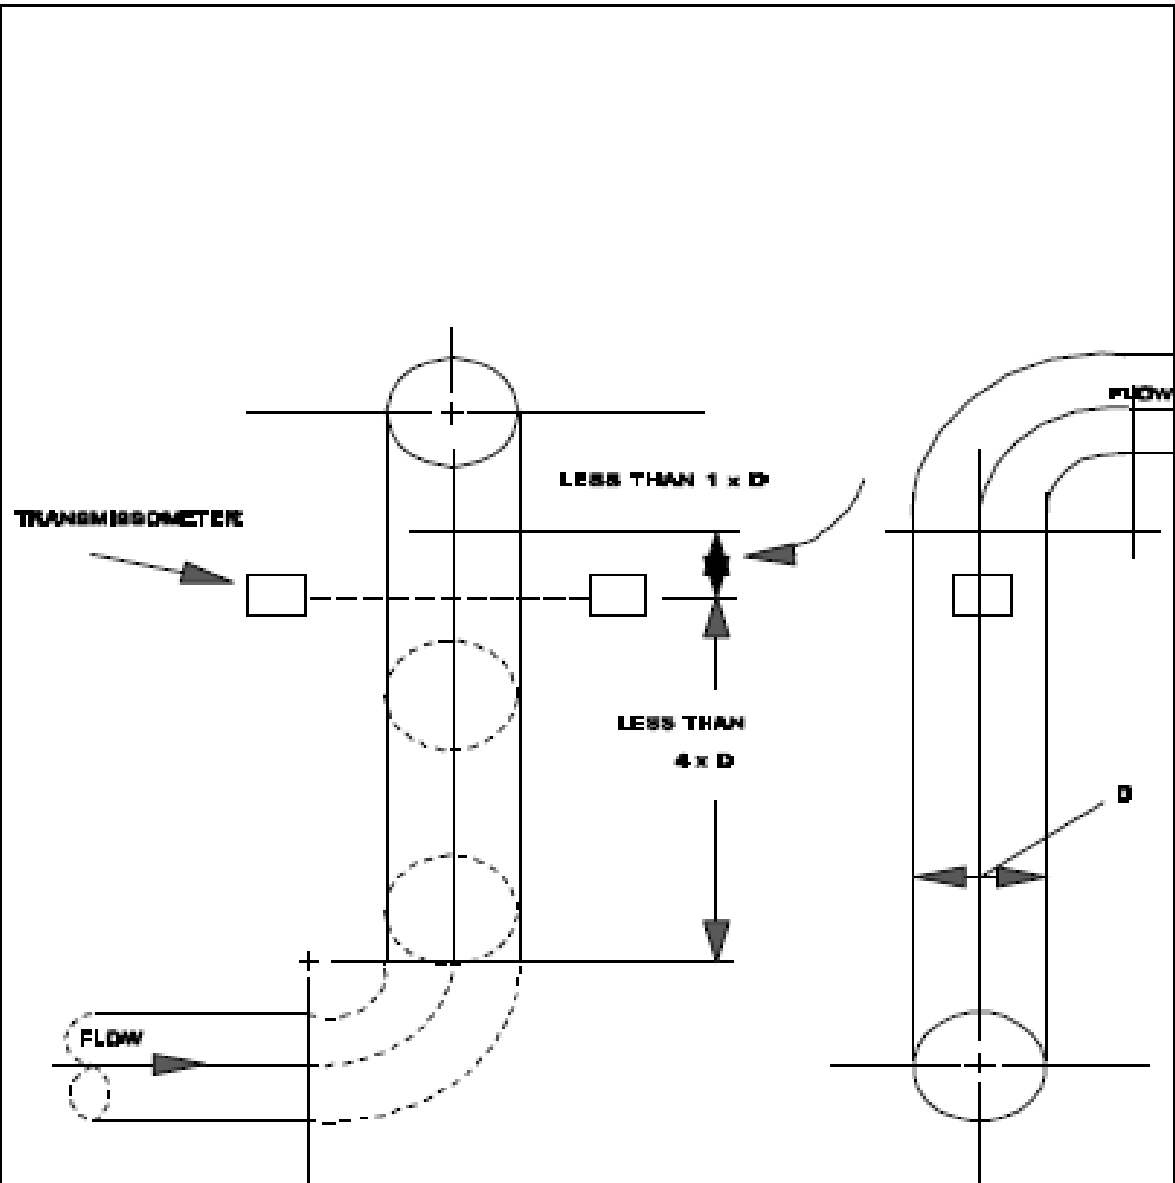 FLOW
LESS THAN 1 x D
TRANSMISSOMETER
LESS THAN
4 x D
D
FLOW